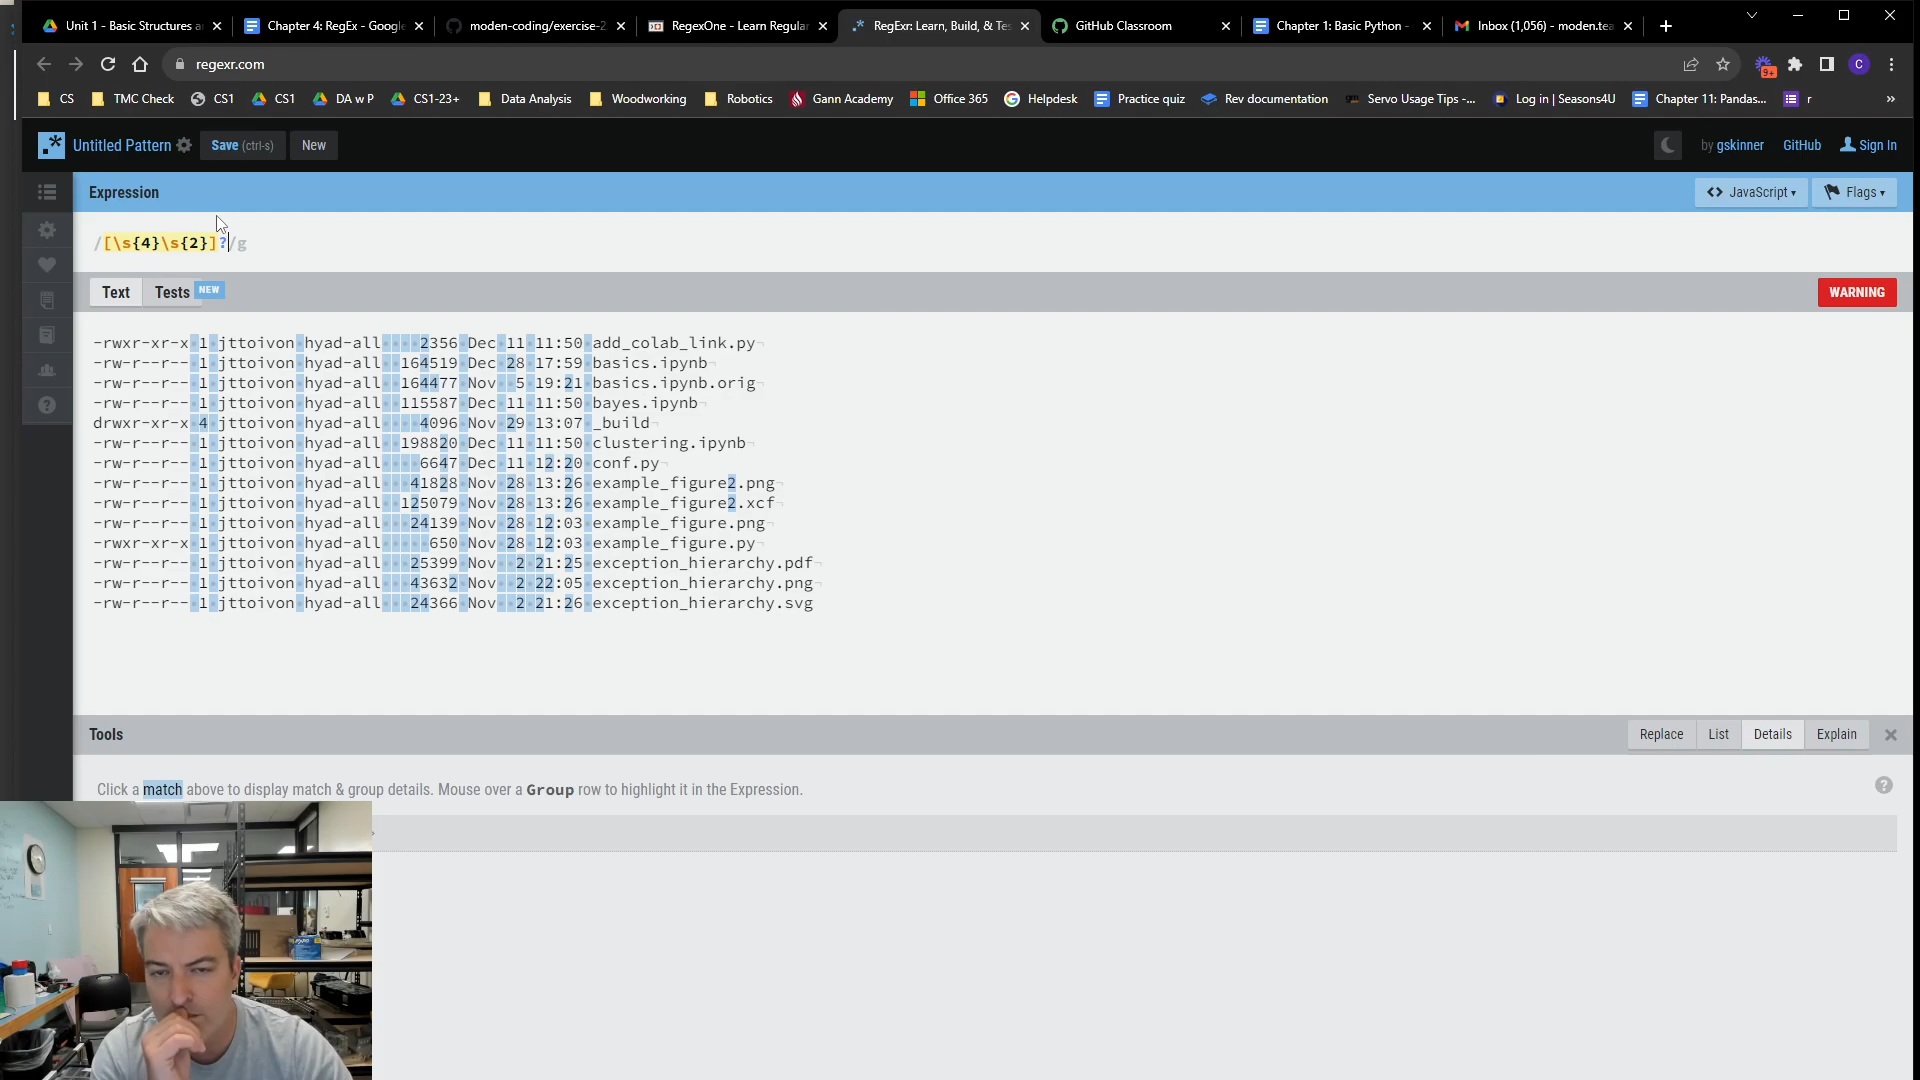 Unit 1 - Basic Structures a
Chapter 4: RegEx - Google
moden-coding/exercise-2
RegexOne - Learn Regular
RegExr: Learn, Build, & Tes
GitHub Classroom
Chapter 1: Basic Python -
Inbox (1,056) - moden.tea
regexr.com
9+
C
CS
TMC Check
CS1
CS1
DA w P
CS1-23+
Data Analysis
Woodworking
Robotics
Gann Academy
Office 365
Helpdesk
Practice quiz
Rev documentation
Servo Usage Tips -...
Log in | Seasons4U
Chapter 11: Pandas...
r
»
.*
Untitled Pattern
Save (ctrl-s)
New
by gskinner
GitHub
Sign In
Expression
<> JavaScript
Flags
/[\s{4}\s{2}]?/g
Text
Tests NEW
WARNING
-rwxr-xr-x 1 jttoivon hyad-all    2356 Dec 11 11:50 add_colab_link.py
-rw-r--r-- 1 jttoivon hyad-all  164519 Dec 28 17:59 basics.ipynb
-rw-r--r-- 1 jttoivon hyad-all  164477 Nov  5 19:21 basics.ipynb.orig
-rw-r--r-- 1 jttoivon hyad-all  115587 Dec 11 11:50 bayes.ipynb
drwxr-xr-x 4 jttoivon hyad-all    4096 Nov 29 13:07 _build
-rw-r--r-- 1 jttoivon hyad-all  198820 Dec 11 11:50 clustering.ipynb
-rw-r--r-- 1 jttoivon hyad-all    6647 Dec 11 12:20 conf.py
-rw-r--r-- 1 jttoivon hyad-all   41828 Nov 28 13:26 example_figure2.png
-rw-r--r-- 1 jttoivon hyad-all  125079 Nov 28 13:26 example_figure2.xcf
-rw-r--r-- 1 jttoivon hyad-all   24139 Nov 28 12:03 example_figure.png
-rwxr-xr-x 1 jttoivon hyad-all     650 Nov 28 12:03 example_figure.py
-rw-r--r-- 1 jttoivon hyad-all   25399 Nov  2 21:25 exception_hierarchy.pdf
-rw-r--r-- 1 jttoivon hyad-all   43632 Nov  2 22:05 exception_hierarchy.png
-rw-r--r-- 1 jttoivon hyad-all   24366 Nov  2 21:26 exception_hierarchy.svg
Tools
Replace
List
Details
Explain
Click a match above to display match & group details. Mouse over a Group row to highlight it in the Expression.